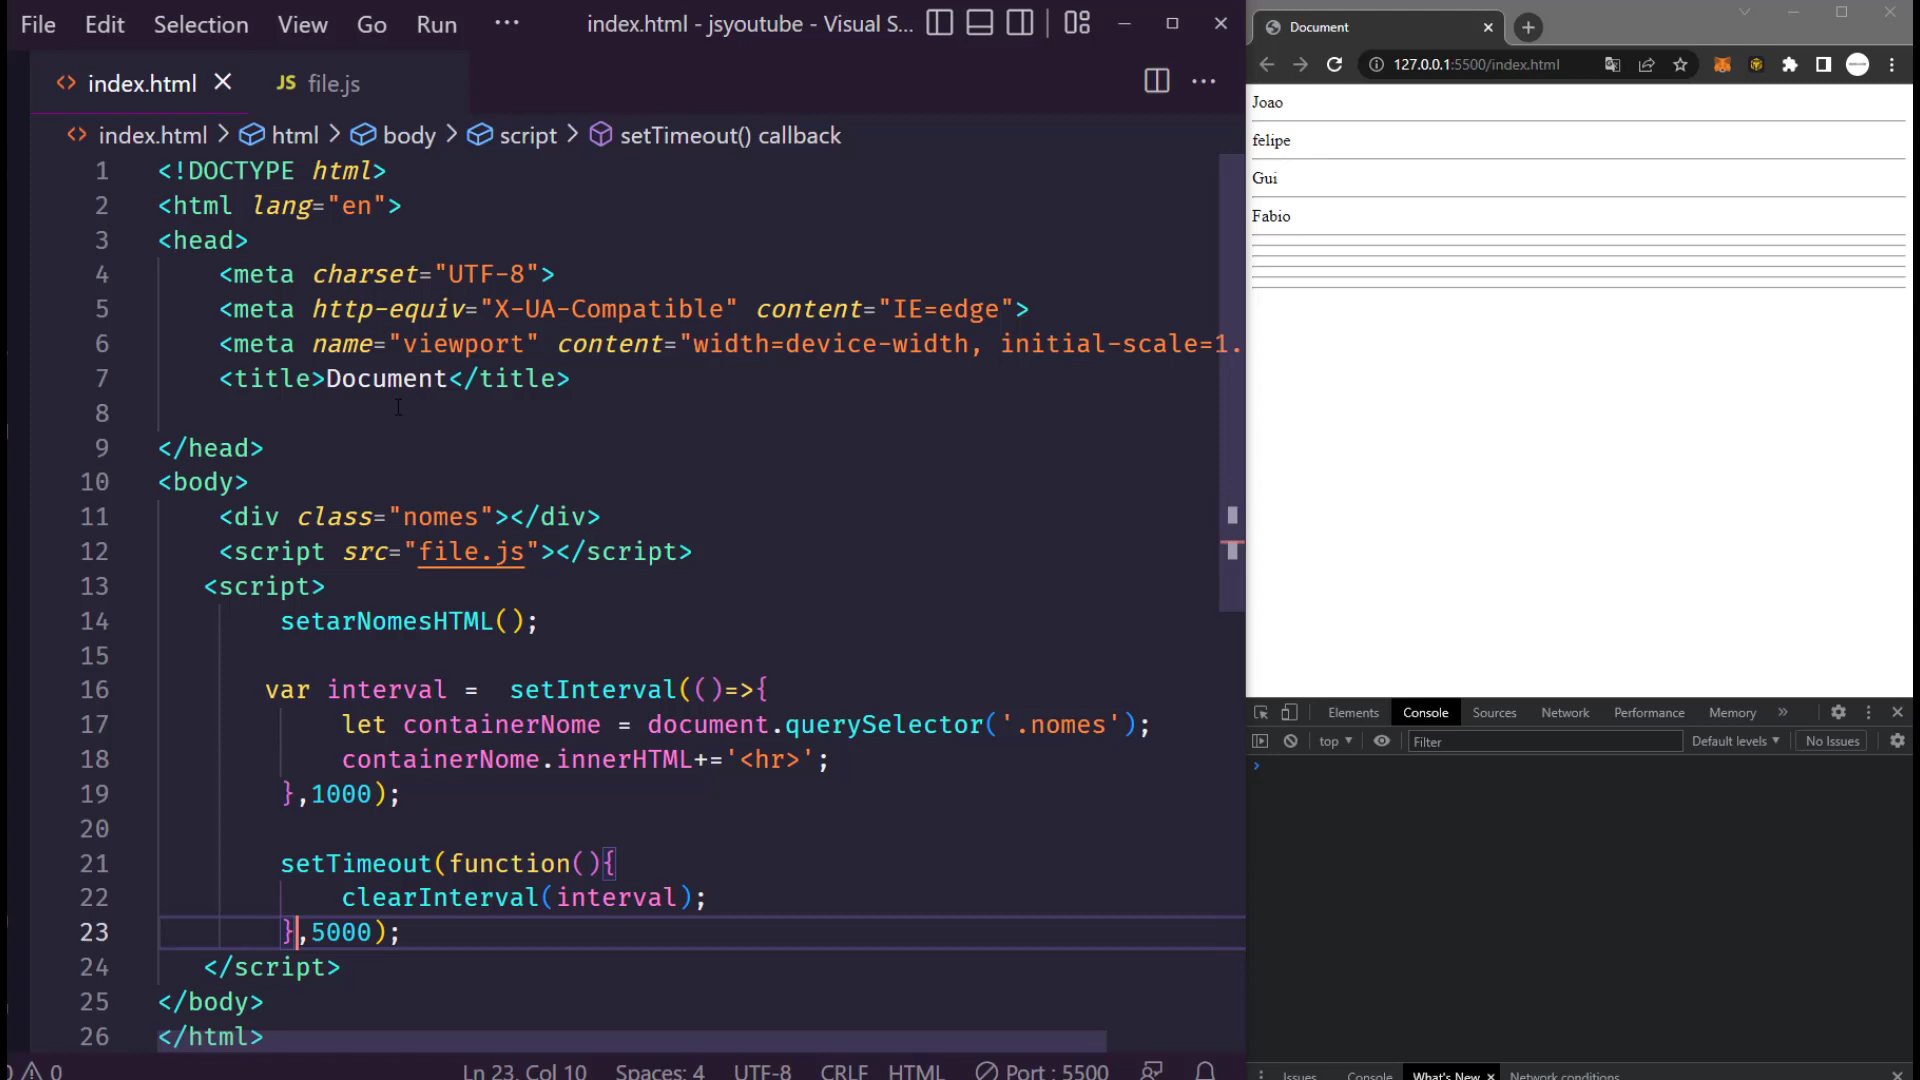 File Edit Selection View Go Run ··· index.html - jsyoutube - Visual S...
index.html
JS file.js
index.html > html > body > script > setTimeout() callback
1 <!DOCTYPE html>
2 <html lang="en">
3 <head>
4 <meta charset="UTF-8">
5 <meta http-equiv="X-UA-Compatible" content="IE=edge">
6 <meta name="viewport" content="width=device-width, initial-scale=1.
7 <title>Document</title>
8
9 </head>
10 <body>
11 <div class="nomes"></div>
12 <script src="file.js"></script>
13 <script>
14 setarNomesHTML();
15
16 var interval = setInterval(()=>{
17 let containerNome = document.querySelector('.nomes');
18 containerNome.innerHTML+='<hr>';
19 },1000);
20
21 setTimeout(function(){
22 clearInterval(interval);
23 },5000);
24 </script>
25 </body>
26 </html>
0 Ln 23, Col 10 Spaces: 4 UTF-8 CRLF HTML Port : 5500
Document
127.0.0.1:5500/index.html
Joao
felipe
Gui
Fabio
Elements Console Sources Network Performance Memory »
top Filter Default levels No Issues
Issues Console What's New Network conditions